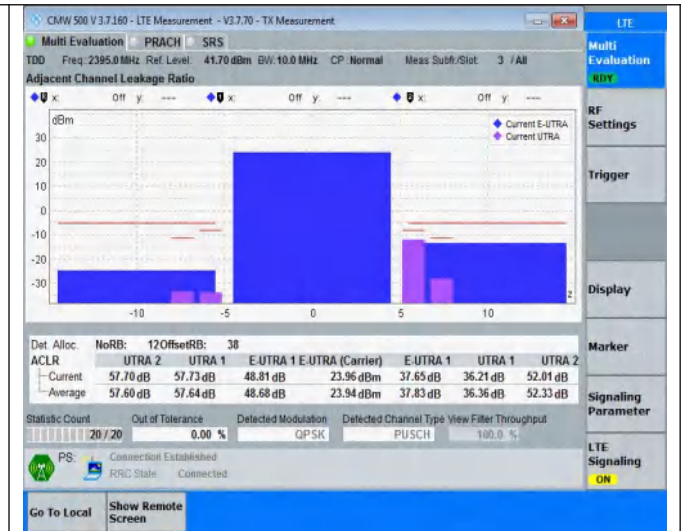 CMW 500 V 3.7.160 - LTE Measurement - V3.7.70 - TX Measurement
LTE
Multi Evaluation PRACH SRS
Multi Evaluation
RDY
TDD Freq.: 2395.0 MHz Ref. Level: 41.70 dBm BW: 10.0 MHz CP: Normal Meas Subfr./Slot: 3 /All
Adjacent Channel Leakage Ratio
x: Off y: --- x: Off y: --- x: Off y: ---
RF Settings
dBm
Current E-UTRA
Current UTRA
30
20
10
0
-10
-20
-30
Trigger
z
-10 -5 0 5 10
Display
Det. Alloc. NoRB: 12 OffsetRB: 38
ACLR UTRA 2 UTRA 1 E-UTRA 1 E-UTRA (Carrier) E-UTRA 1 UTRA 1 UTRA 2
Current 57.70 dB 57.73 dB 48.81 dB 23.96 dBm 37.65 dB 36.21 dB 52.01 dB
Average 57.60 dB 57.64 dB 48.68 dB 23.94 dBm 37.83 dB 36.36 dB 52.33 dB
Marker
Statistic Count Out of Tolerance Detected Modulation Detected Channel Type View Filter Throughput
20 / 20 0.00 % QPSK PUSCH 100.0 %
Signaling Parameter
PS: Connection Established
RRC State Connected
LTE Signaling
ON
Go To Local
Show Remote Screen